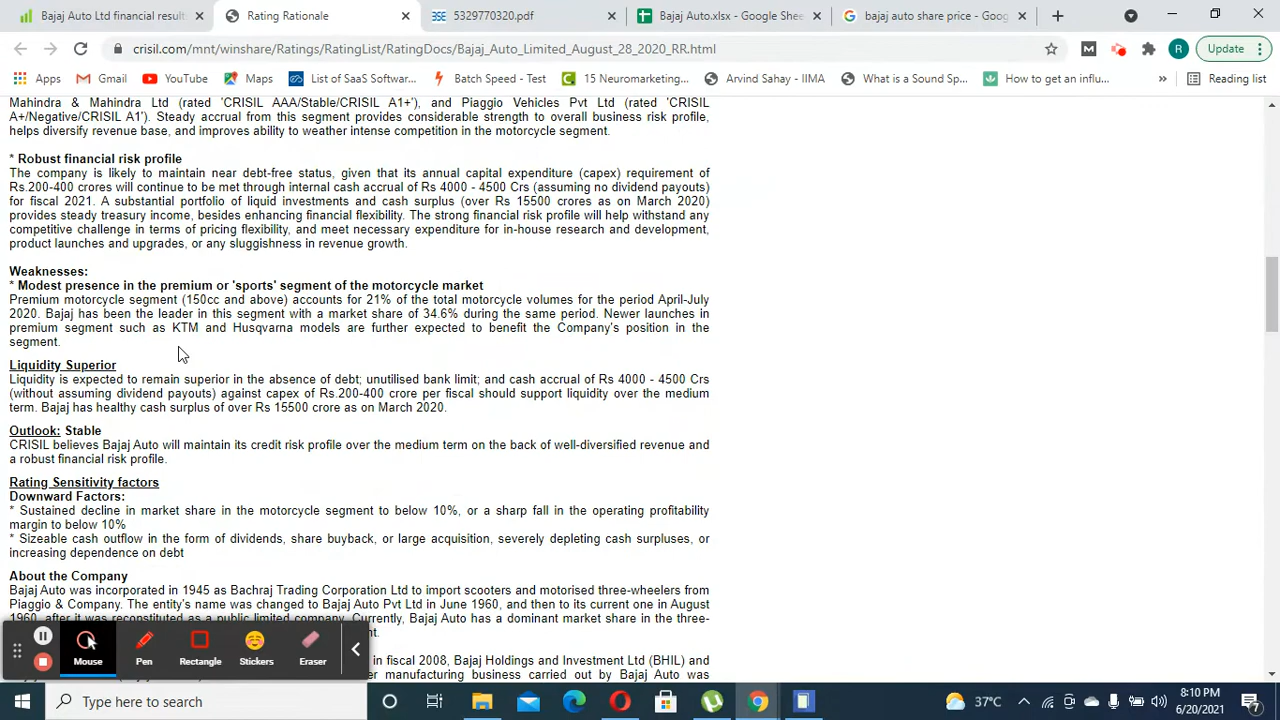 Bajaj Auto Ltd financial result
Rating Rationale
5329770320.pdf
Bajaj Auto.xlsx - Google Shee
bajaj auto share price - Goog
crisil.com/mnt/winshare/Ratings/RatingList/RatingDocs/Bajaj_Auto_Limited_August_28_2020_RR.html
R
Update
Apps
Gmail
YouTube
Maps
List of SaaS Softwar...
Batch Speed - Test
15 Neuromarketing...
Arvind Sahay - IIMA
What is a Sound Sp...
How to get an influ...
»
Reading list
Mahindra & Mahindra Ltd (rated 'CRISIL AAA/Stable/CRISIL A1+'), and Piaggio Vehicles Pvt Ltd (rated 'CRISIL
A+/Negative/CRISIL A1'). Steady accrual from this segment provides considerable strength to overall business risk profile,
helps diversify revenue base, and improves ability to weather intense competition in the motorcycle segment.
* Robust financial risk profile
The company is likely to maintain near debt-free status, given that its annual capital expenditure (capex) requirement of
Rs.200-400 crores will continue to be met through internal cash accrual of Rs 4000 - 4500 Crs (assuming no dividend payouts)
for fiscal 2021. A substantial portfolio of liquid investments and cash surplus (over Rs 15500 crores as on March 2020)
provides steady treasury income, besides enhancing financial flexibility. The strong financial risk profile will help withstand any
competitive challenge in terms of pricing flexibility, and meet necessary expenditure for in-house research and development,
product launches and upgrades, or any sluggishness in revenue growth.
Weaknesses:
* Modest presence in the premium or 'sports' segment of the motorcycle market
Premium motorcycle segment (150cc and above) accounts for 21% of the total motorcycle volumes for the period April-July
2020. Bajaj has been the leader in this segment with a market share of 34.6% during the same period. Newer launches in
premium segment such as KTM and Husqvarna models are further expected to benefit the Company's position in the
segment.
Liquidity Superior
Liquidity is expected to remain superior in the absence of debt; unutilised bank limit; and cash accrual of Rs 4000 - 4500 Crs
(without assuming dividend payouts) against capex of Rs.200-400 crore per fiscal should support liquidity over the medium
term. Bajaj has healthy cash surplus of over Rs 15500 crore as on March 2020.
Outlook: Stable
CRISIL believes Bajaj Auto will maintain its credit risk profile over the medium term on the back of well-diversified revenue and
a robust financial risk profile.
Rating Sensitivity factors
Downward Factors:
* Sustained decline in market share in the motorcycle segment to below 10%, or a sharp fall in the operating profitability
margin to below 10%
* Sizeable cash outflow in the form of dividends, share buyback, or large acquisition, severely depleting cash surpluses, or
increasing dependence on debt
About the Company
Bajaj Auto was incorporated in 1945 as Bachraj Trading Corporation Ltd to import scooters and motorised three-wheelers from
Piaggio & Company. The entity's name was changed to Bajaj Auto Pvt Ltd in June 1960, and then to its current one in August
1960, after it was reconstituted as a public limited company. Currently, Bajaj Auto has a dominant market share in the three-
in fiscal 2008, Bajaj Holdings and Investment Ltd (BHIL) and
manufacturing business carried out by Bajaj Auto was
Mouse
Pen
Rectangle
Stickers
Eraser
Type here to search
37°C
8:10 PM
6/20/2021
7